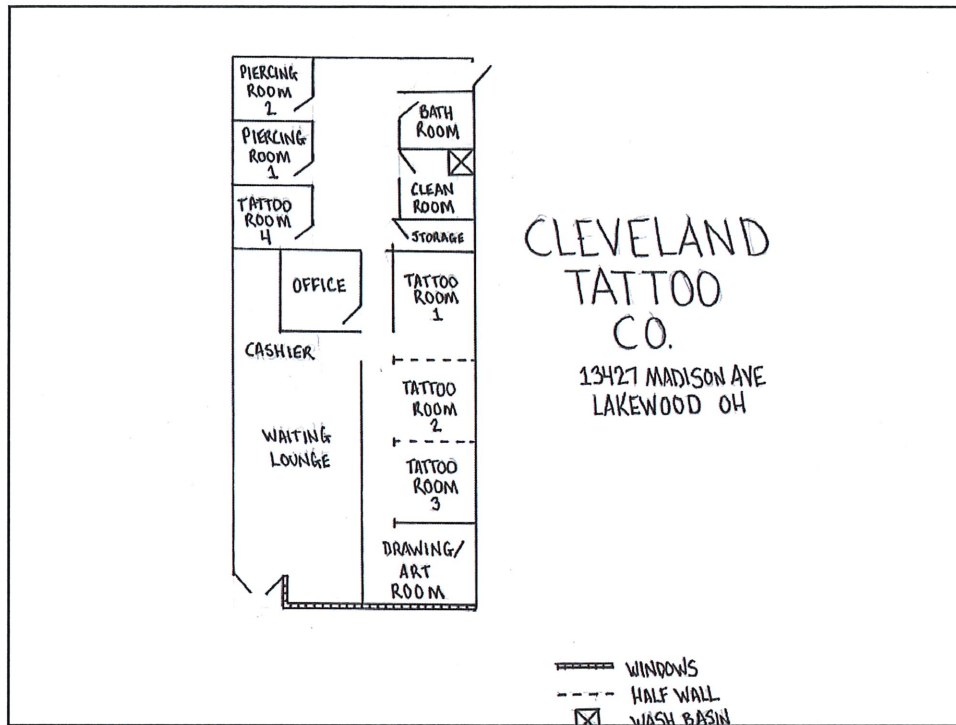 PIERCING
ROOM
2
BATH
ROOM
PIERCING
ROOM
1
CLEAN
ROOM
TATTOO
ROOM
4
STORAGE
CLEVELAND
TATTOO
CO.
13427 MADISON AVE
LAKEWOOD OH
OFFICE
TATTOO
ROOM
1
CASHIER
TATTOO
ROOM
2
WAITING
LOUNGE
TATTOO
ROOM
3
DRAWING/
ART
ROOM
WINDOWS
HALF WALL
WASH BASIN